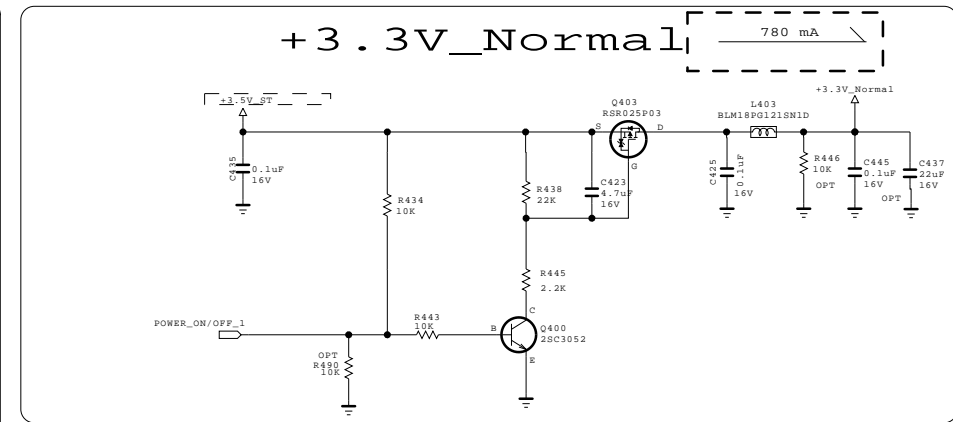 +3.3V_Normal
780 mA
+3.5V_ST
C435
0.1uF
16V
R434
10K
R438
22K
C423
4.7uF
16V
Q403
RSR025P03
S
D
G
L403
BLM18PG121SN1D
+3.3V_Normal
C425
0.1uF
16V
R446
10K
OPT
C445
0.1uF
16V
C437
22uF
16V
OPT
R445
2.2K
POWER_ON/OFF_1
R443
10K
B
C
E
Q400
2SC3052
OPT
R490
10K